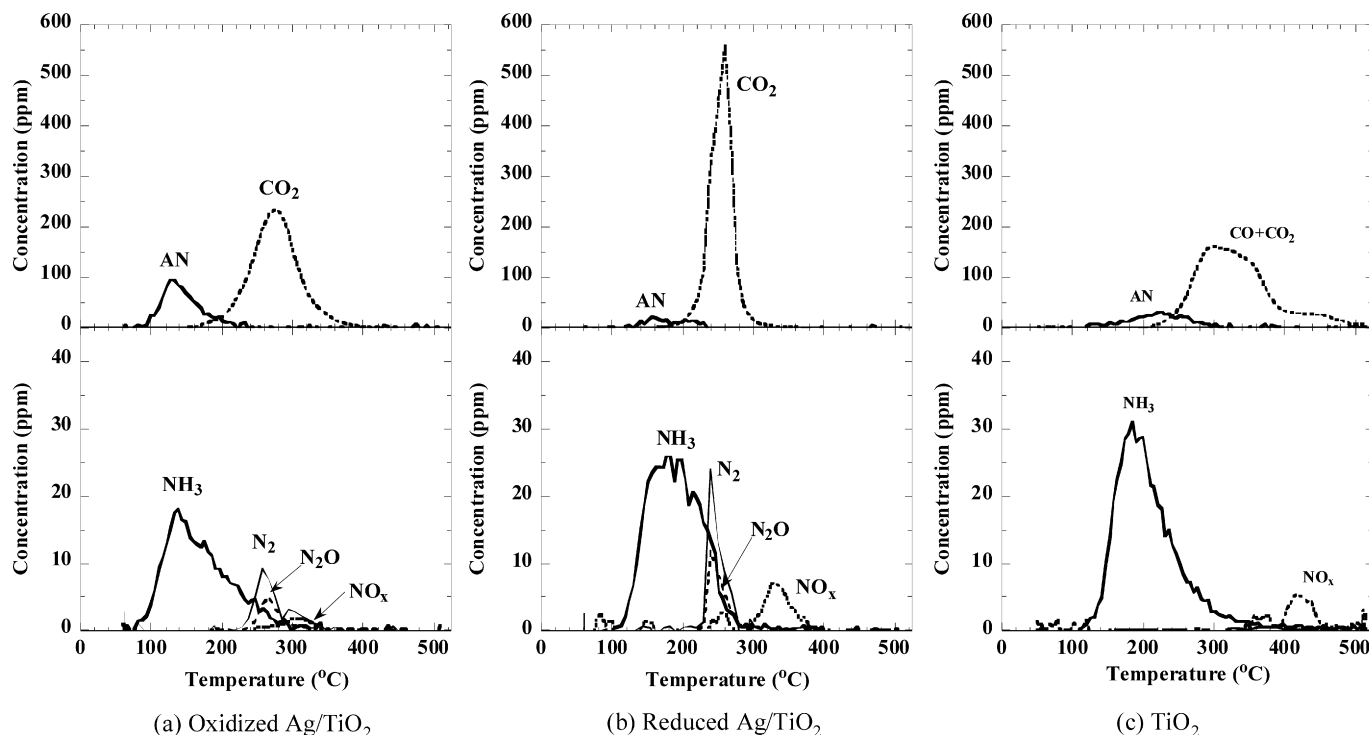 600
500
400
300
200
100
0
Concentration (ppm)
AN
CO2
40
30
20
10
0
Concentration (ppm)
NH3
N2
N2O
NOx
0 100 200 300 400 500
Temperature (oC)
(a) Oxidized Ag/TiO2
600
500
400
300
200
100
0
Concentration (ppm)
CO2
AN
40
30
20
10
0
Concentration (ppm)
NH3
N2
N2O
NOx
0 100 200 300 400 500
Temperature (oC)
(b) Reduced Ag/TiO2
600
500
400
300
200
100
0
Concentration (ppm)
CO+CO2
AN
40
30
20
10
0
Concentration (ppm)
NH3
NOx
0 100 200 300 400 500
Temperature (oC)
(c) TiO2